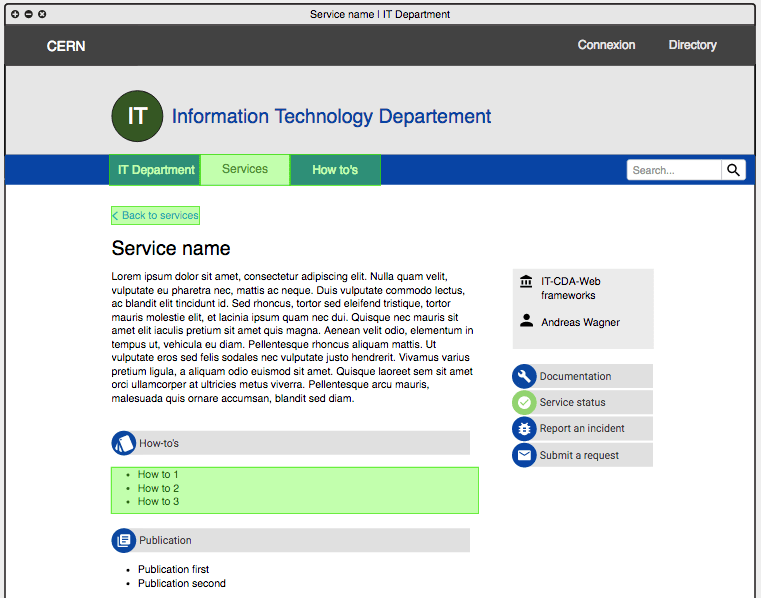 Service name | IT Department
CERN
Connexion
Directory
IT
Information Technology Departement
IT Department
Services
How to's
Search...
< Back to services
Service name
Lorem ipsum dolor sit amet, consectetur adipiscing elit. Nulla quam velit,
vulputate eu pharetra nec, mattis ac neque. Duis vulputate commodo lectus,
ac blandit elit tincidunt id. Sed rhoncus, tortor sed eleifend tristique, tortor
mauris molestie elit, et lacinia ipsum quam nec dui. Quisque nec mauris sit
amet elit iaculis pretium sit amet quis magna. Aenean velit odio, elementum in
tempus ut, vehicula eu diam. Pellentesque rhoncus aliquam mattis. Ut
vulputate eros sed felis sodales nec vulputate justo hendrerit. Vivamus varius
pretium ligula, a aliquam odio euismod sit amet. Quisque laoreet sem sit amet
orci ullamcorper at ultricies metus viverra. Pellentesque arcu mauris,
malesuada quis ornare accumsan, blandit sed diam.
IT-CDA-Web
frameworks
Andreas Wagner
Documentation
Service status
Report an incident
Submit a request
How-to's
• How to 1
• How to 2
• How to 3
Publication
• Publication first
• Publication second